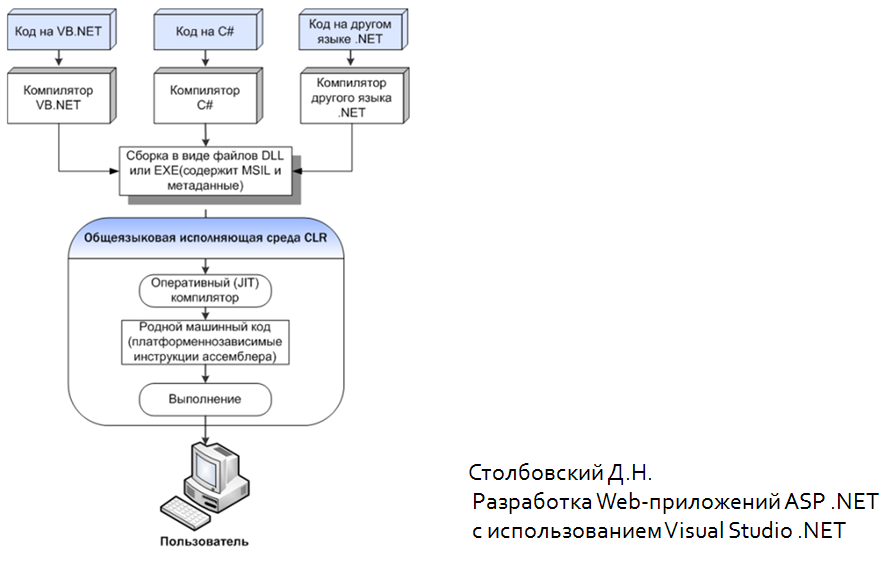 Код на VB.NET
Код на C#
Код на другом
языке .NET
Компилятор
VB.NET
Компилятор
C#
Компилятор
другого языка
.NET
Сборка в виде файлов DLL
или EXE(содержит MSIL и
метаданные)
Общеязыковая исполняющая среда CLR
Оперативный (JIT)
компилятор
Родной машинный код
(платформеннозависимые
инструкции ассемблера)
Выполнение
Пользователь
Столбовский Д.Н.
Разработка Web-приложений ASP .NET
с использованием Visual Studio .NET